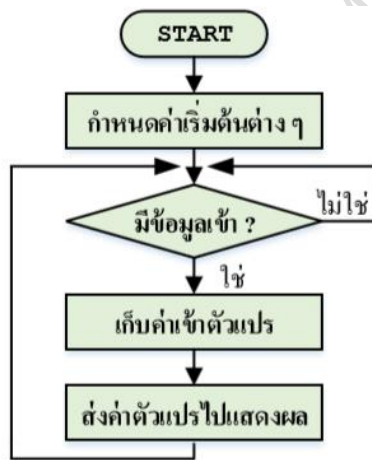 START
กำหนดค่าเริ่มต้นต่าง ๆ
มีข้อมูลเข้า ?
ไม่ใช่
ใช่
เก็บค่าเข้าตัวแปร
ส่งค่าตัวแปรไปแสดงผล